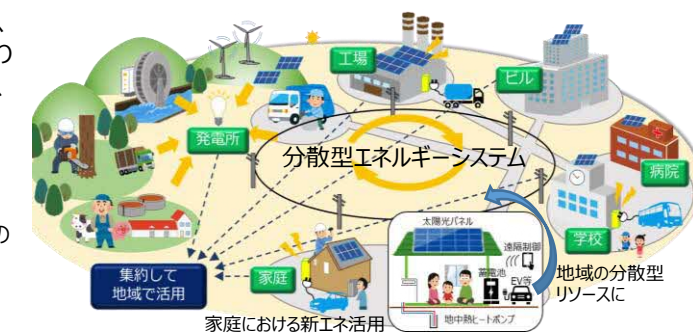 、
の
、
の
工場
ビル
発電所
分散型エネルギーシステム
病院
学校
太陽光パネル
遠隔制御
蓄電池
EV等
地中熱ヒートポンプ
家庭
集約して
地域で活用
地域の分散型
リソースに
家庭における新エネ活用